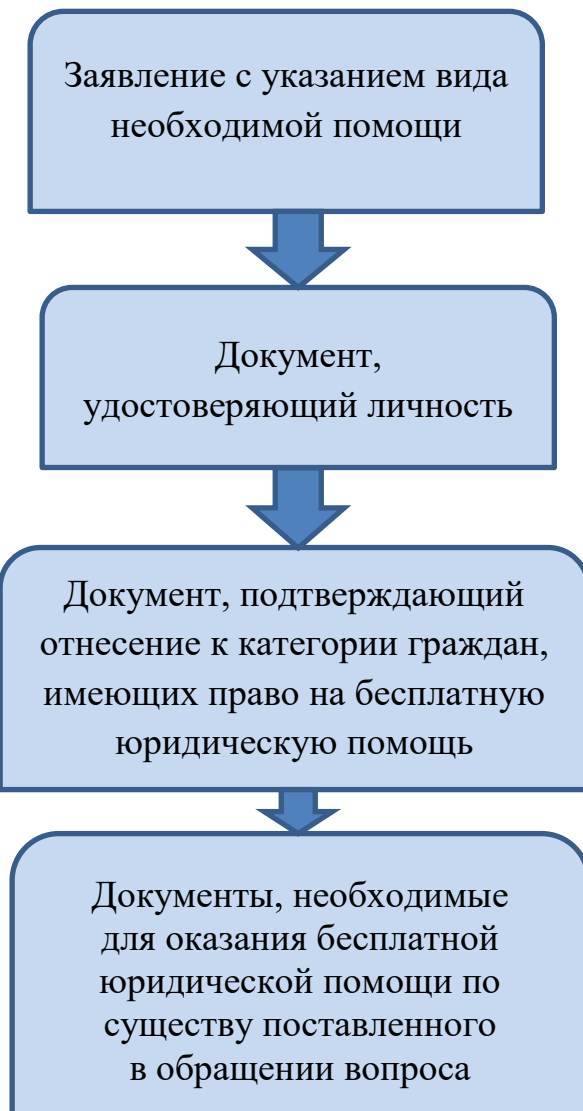 Заявление с указанием вида
необходимой помощи
Документ,
удостоверяющий личность
Документ, подтверждающий
отнесение к категории граждан,
имеющих право на бесплатную
юридическую помощь
Документы, необходимые
для оказания бесплатной
юридической помощи по
существу поставленного
в обращении вопроса